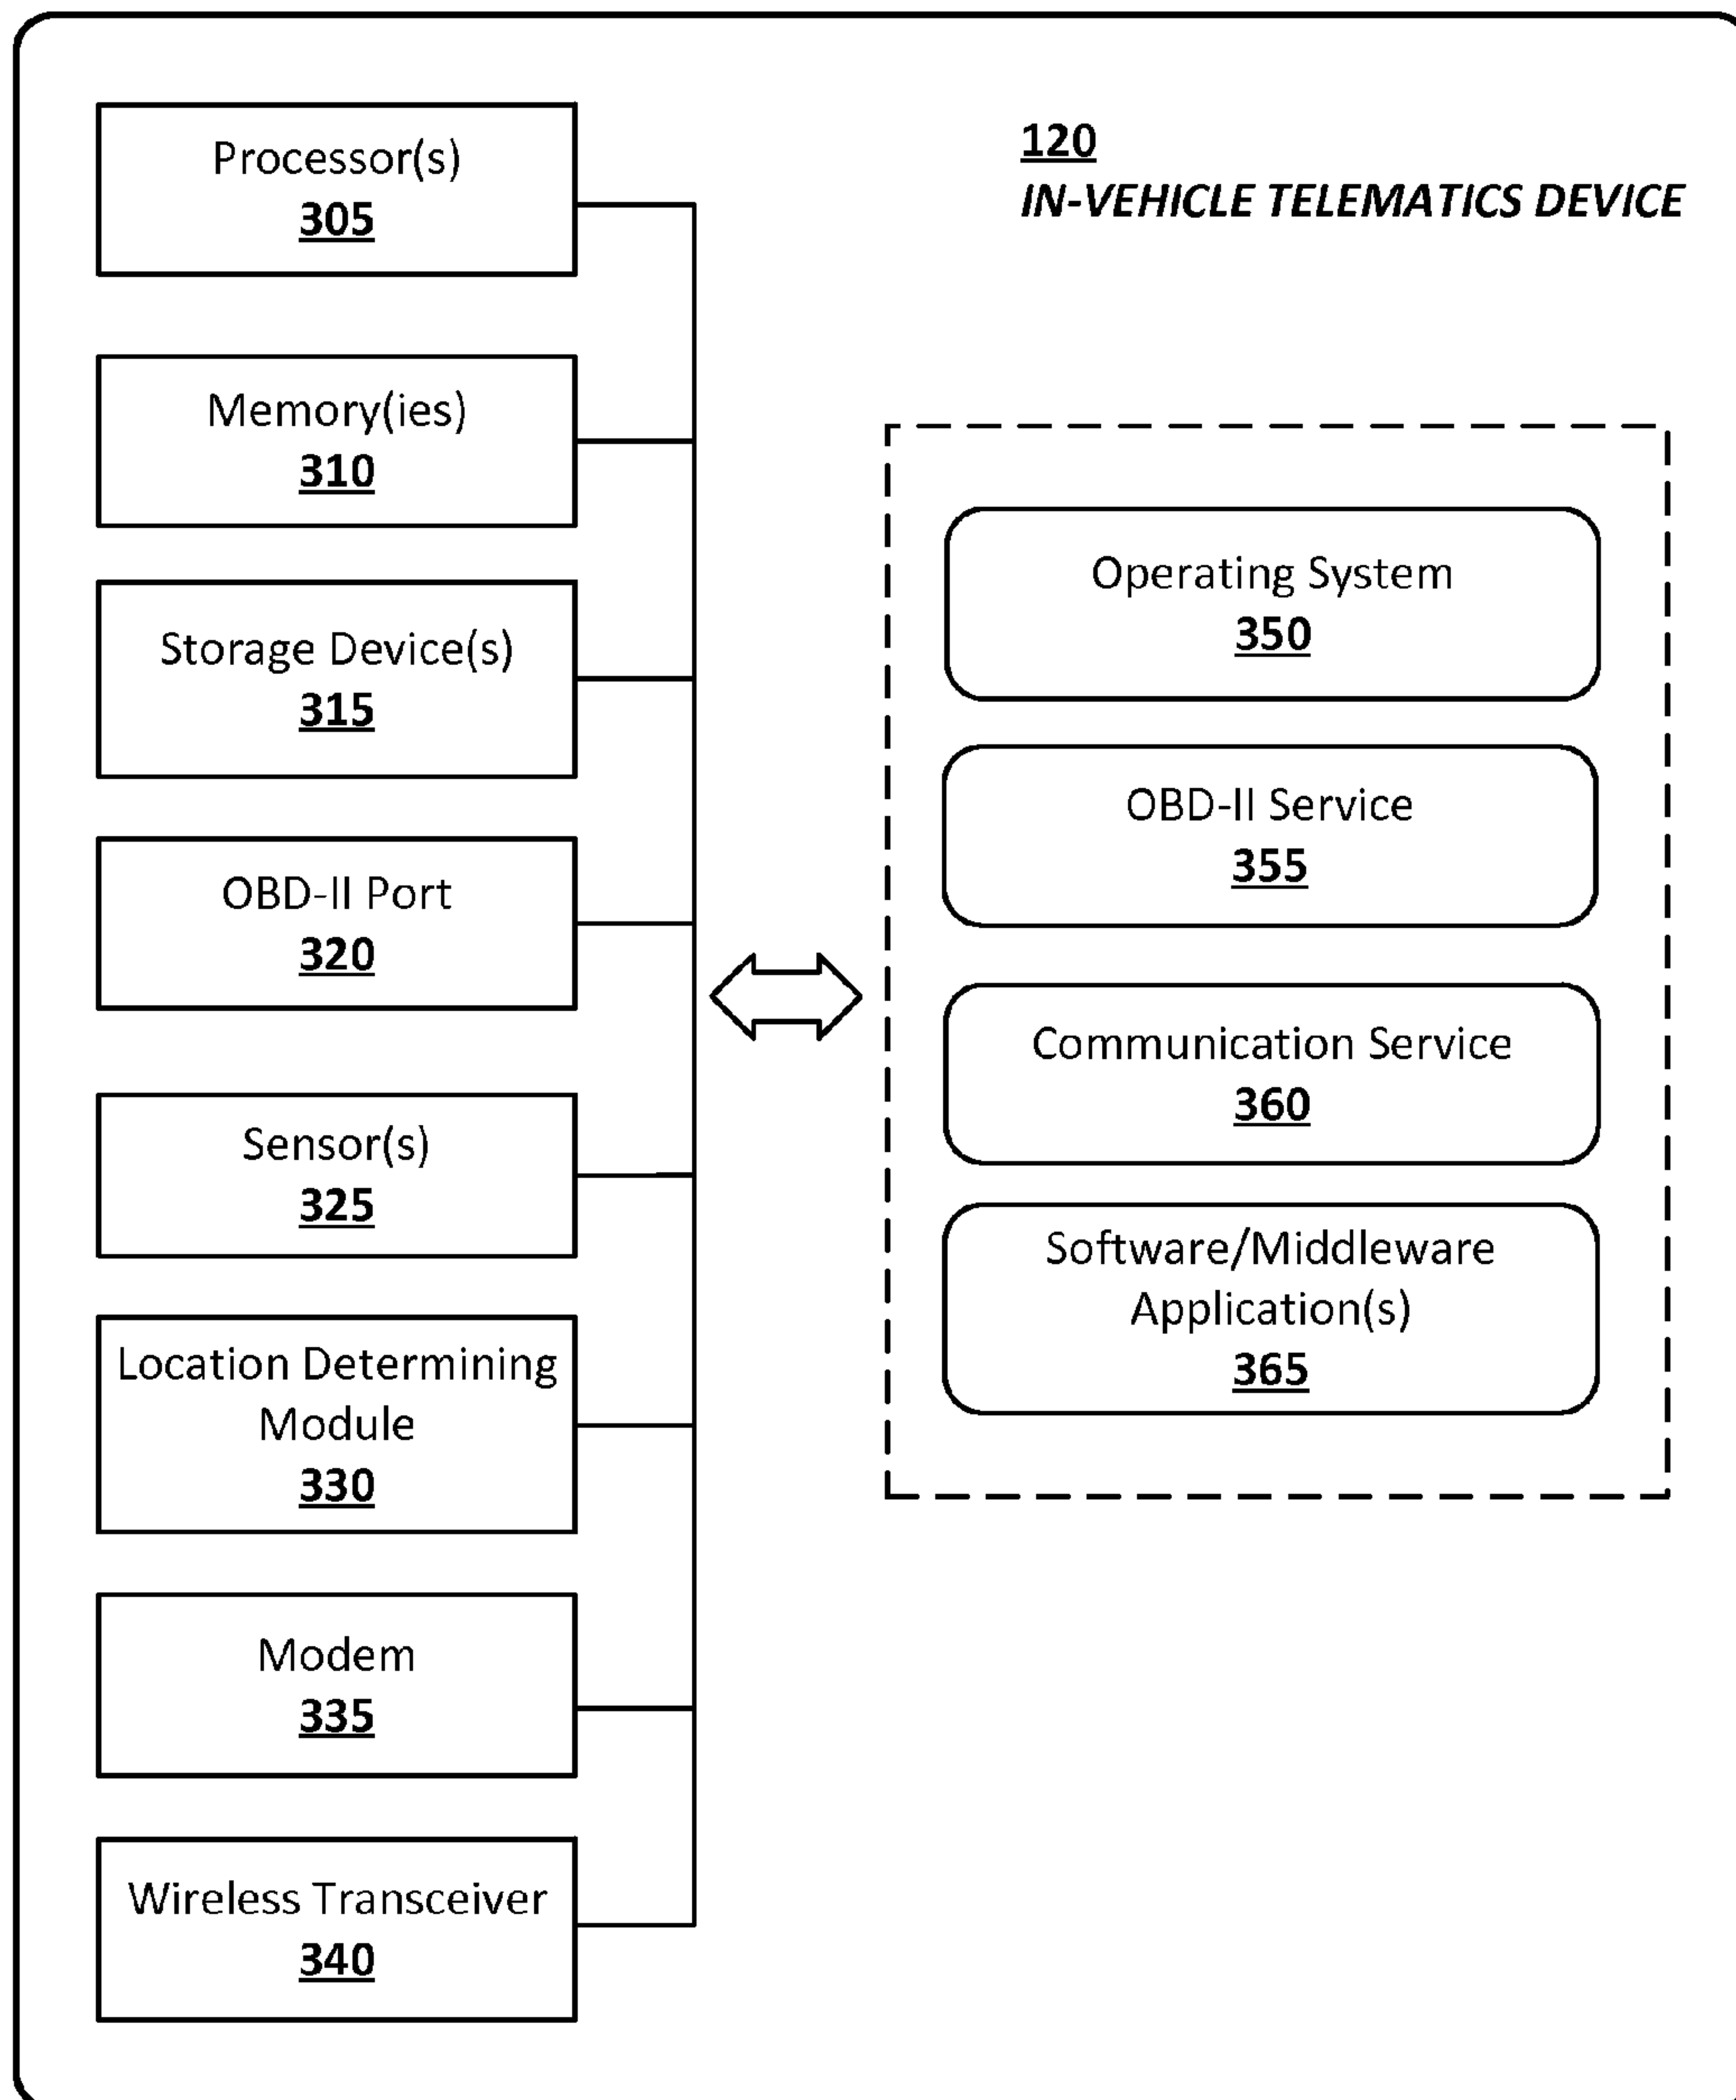 120
IN-VEHICLE TELEMATICS DEVICE
Processor(s)
305
Memory(ies)
310
Storage Device(s)
315
OBD-II Port
320
Sensor(s)
325
Location Determining
Module
330
Modem
335
Wireless Transceiver
340
Operating System
350
OBD-II Service
355
Communication Service
360
Software/Middleware
Application(s)
365